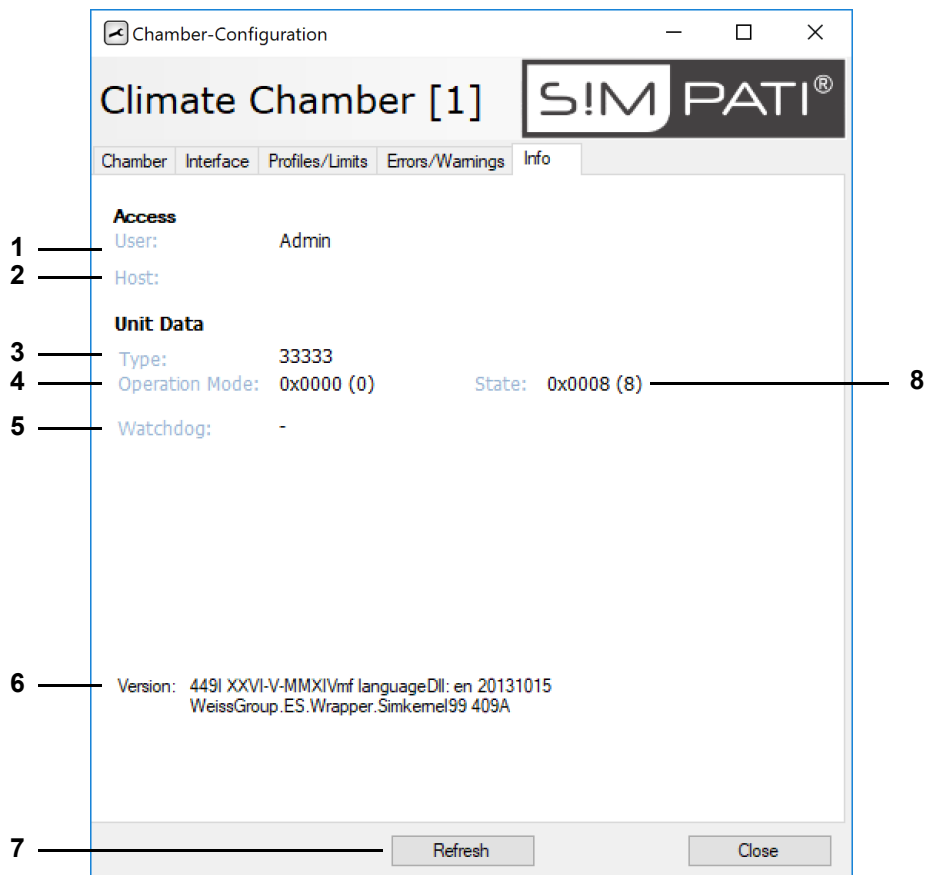 Chamber-Configuration
Climate Chamber [1] S!M PATI®
Chamber Interface Profiles/Limits Errors/Warnings Info
Access
1 User: Admin
2 Host:
Unit Data
3 Type: 33333
4 Operation Mode: 0x0000 (0) State: 0x0008 (8) 8
5 Watchdog: -
6 Version: 449I XXVI-V-MMXIVmf languageDll: en 20131015
WeissGroup.ES.Wrapper.Simkernel99 409A
7 Refresh Close